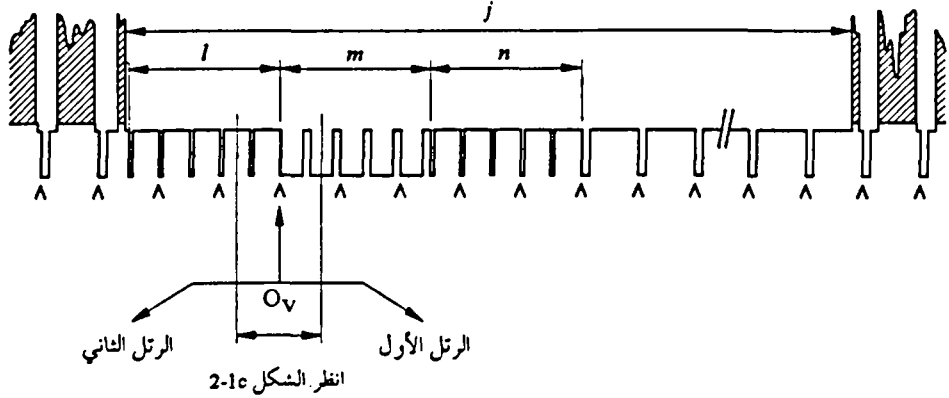 j
l m n
O_V
الرتل الأول
الرتل الثاني
انظر الشكل 2-1c